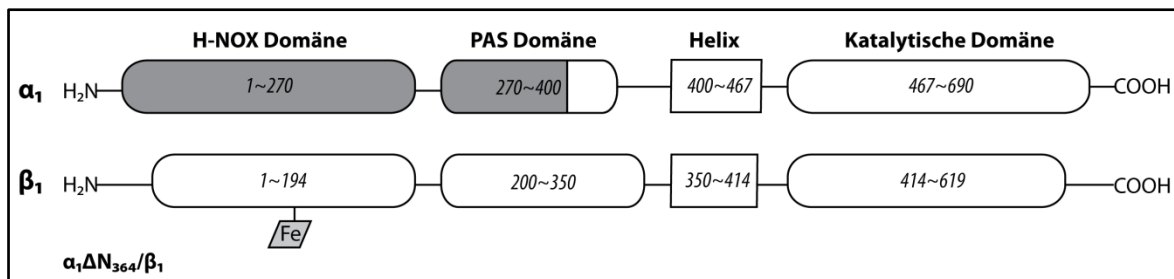 H-NOX Domäne PAS Domäne Helix Katalytische Domäne
α₁ H₂N 1~270 270~400 400~467 467~690 COOH
β₁ H₂N 1~194 200~350 350~414 414~619 COOH
Fe
α₁ΔN₃₆₄/β₁